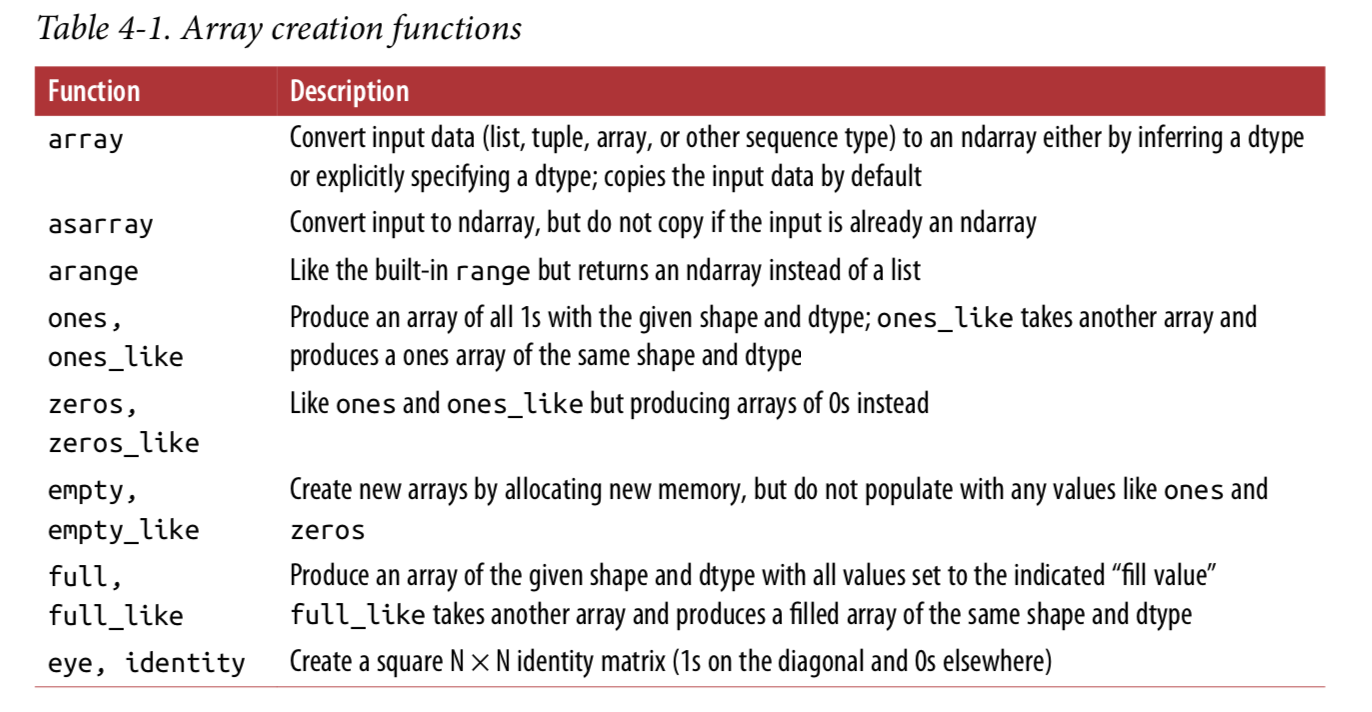 Table 4-1. Array creation functions
Function Description
array Convert input data (list, tuple, array, or other sequence type) to an ndarray either by inferring a dtype
or explicitly specifying a dtype; copies the input data by default
asarray Convert input to ndarray, but do not copy if the input is already an ndarray
arange Like the built-in range but returns an ndarray instead of a list
ones, Produce an array of all 1s with the given shape and dtype; ones_like takes another array and
ones_like produces a ones array of the same shape and dtype
zeros, Like ones and ones_like but producing arrays of 0s instead
zeros_like
empty, Create new arrays by allocating new memory, but do not populate with any values like ones and
empty_like zeros
full, Produce an array of the given shape and dtype with all values set to the indicated “fill value”
full_like full_like takes another array and produces a filled array of the same shape and dtype
eye, identity Create a square N × N identity matrix (1s on the diagonal and 0s elsewhere)